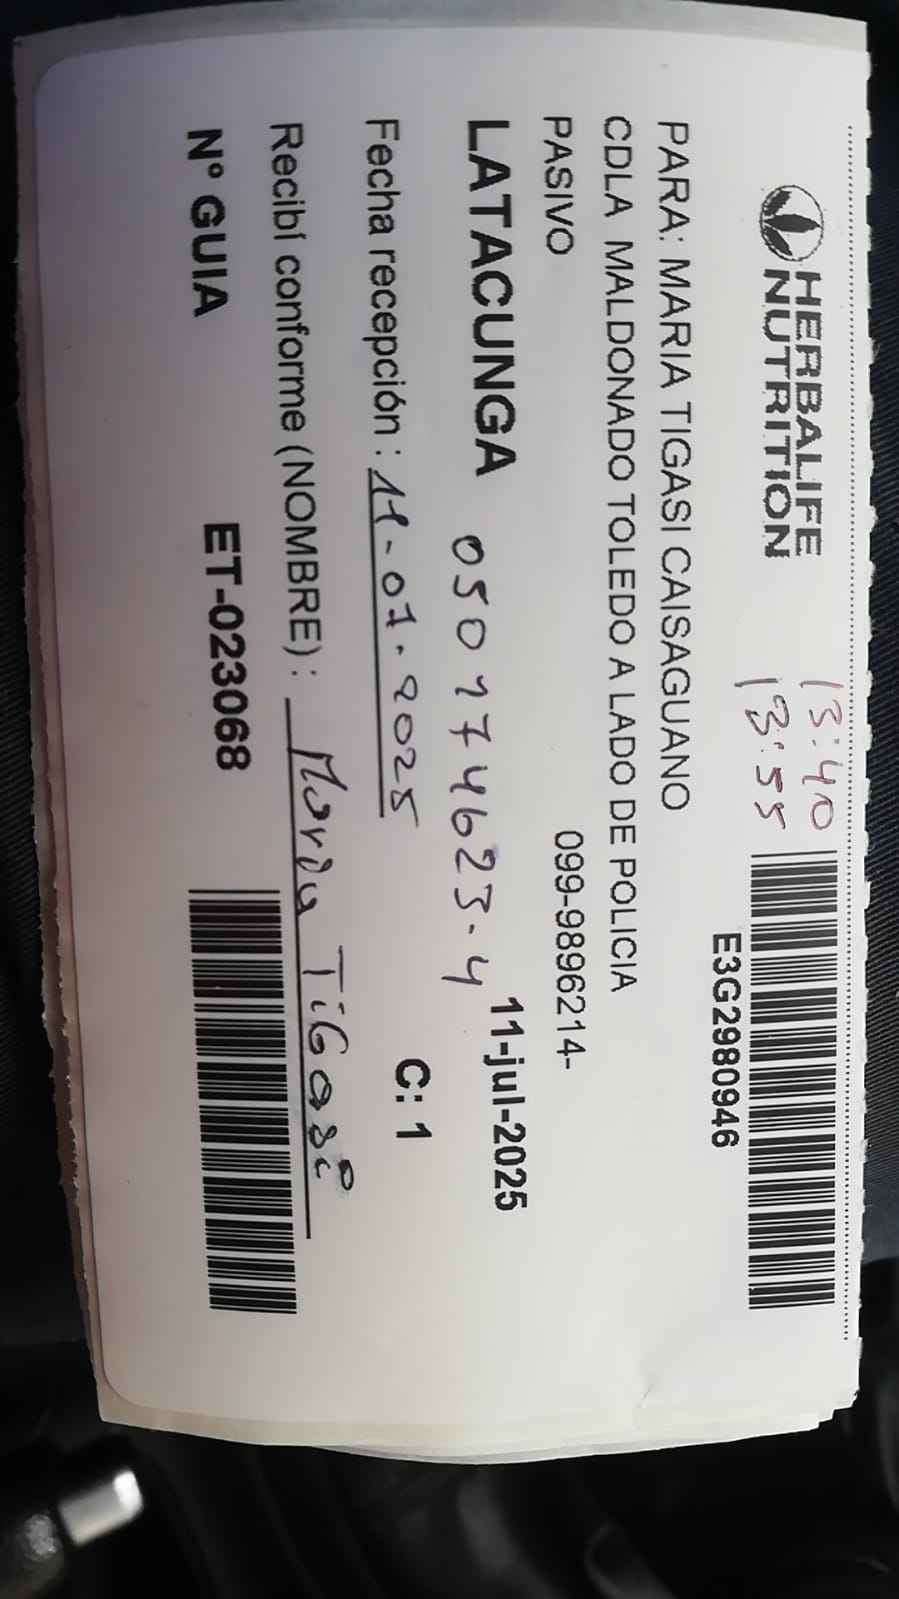 HERBALIFE
NUTRITION
13:40
13:55
E3G2980946
PARA: MARIA TIGASI CAISAGUANO
CDLA MALDONADO TOLEDO A LADO DE POLICIA
PASIVO
099-9896214-
LATACUNGA
050174623-4
11-jul-2025
Fecha recepción : 11-07-2025
C: 1
Recibí conforme (NOMBRE) : Maria TiGasi
N° GUIA
ET-023068